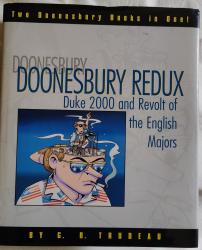 Two Doonesbury Books in One!
DOONESBURY
DOONESBURY REDUX
Duke 2000 and Revolt of
the English
Majors
BY G. B. TRUDEAU